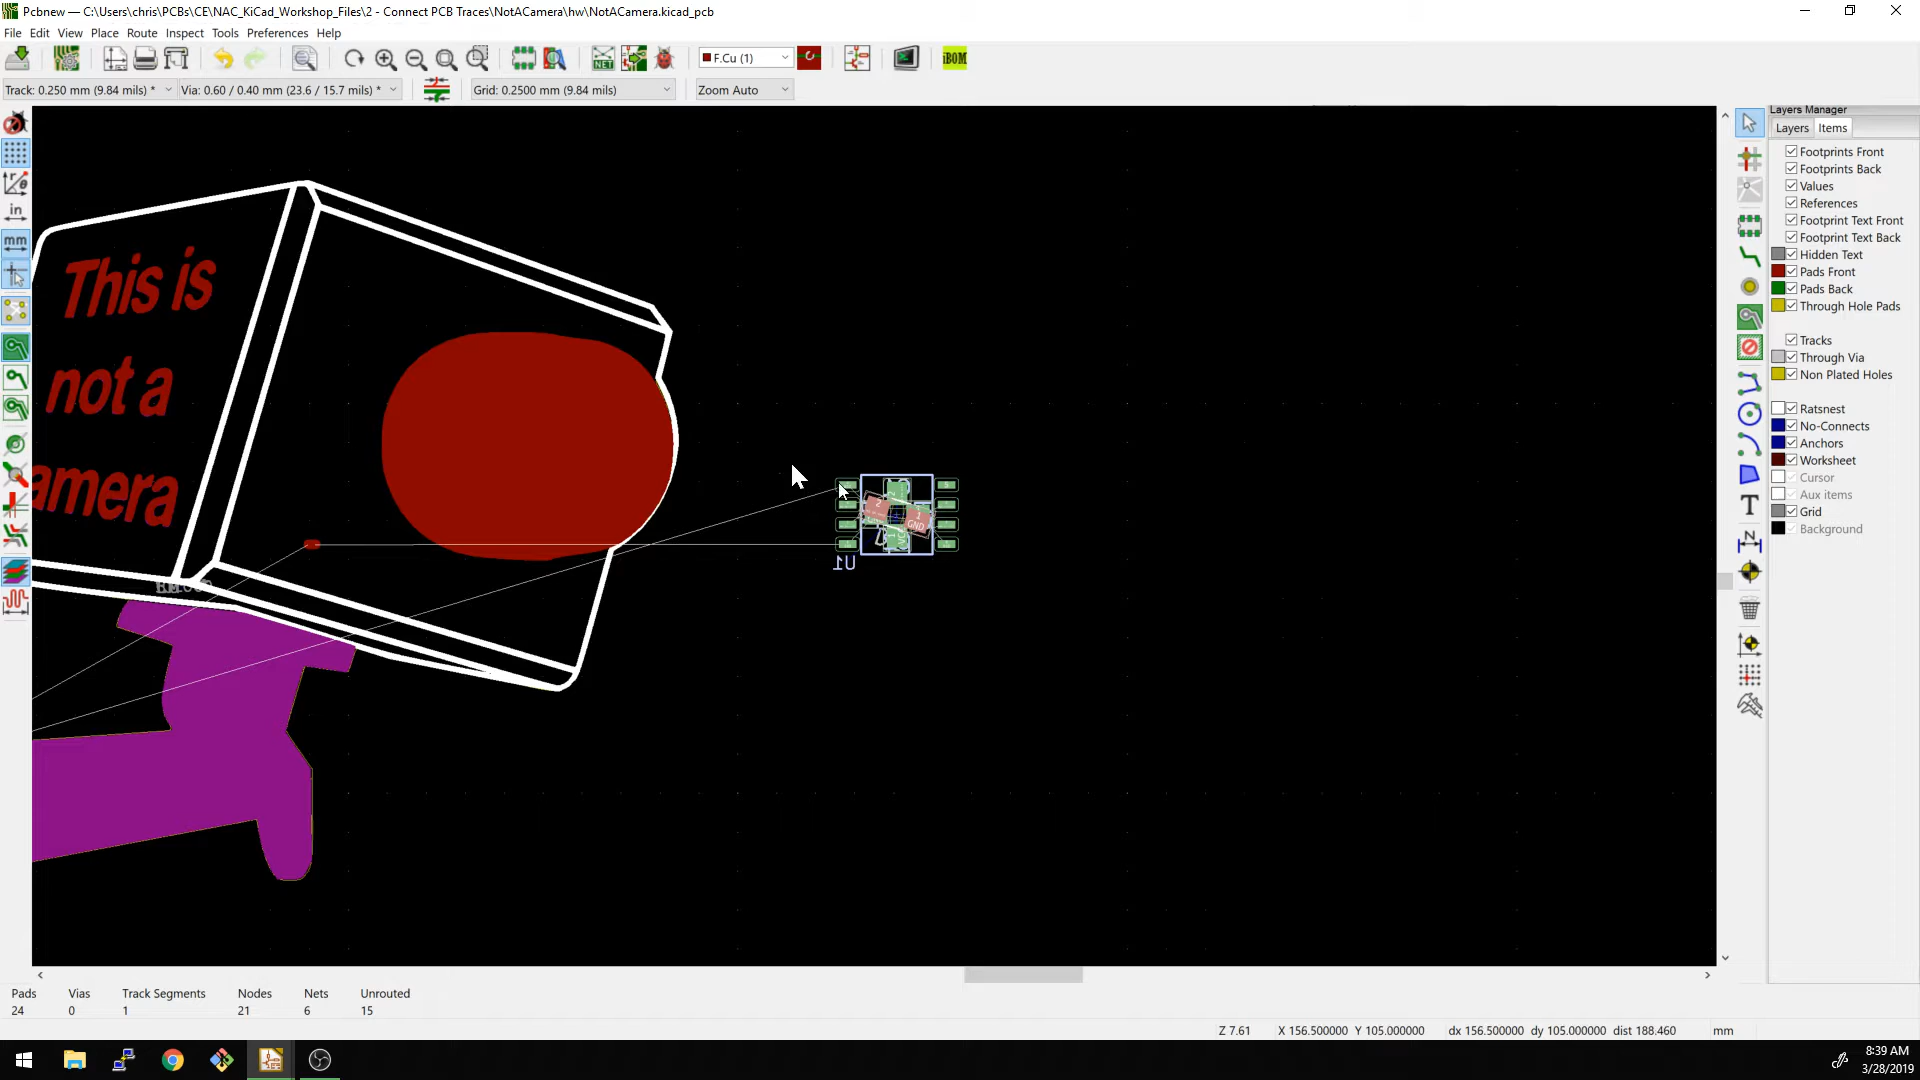 Pcbnew — C:\Users\chris\PCBs\CE\NAC_KiCad_Workshop_Files\2 - Connect PCB Traces\NotACamera\hw\NotACamera.kicad_pcb
File Edit View Place Route Inspect Tools Preferences Help
NET F.Cu (1) iBOM
Track: 0.250 mm (9.84 mils) * Via: 0.60 / 0.40 mm (23.6 / 15.7 mils) * Grid: 0.2500 mm (9.84 mils) Zoom Auto
Layers Manager
Layers Items
Footprints Front
Footprints Back
Values
References
Footprint Text Front
Footprint Text Back
Hidden Text
Pads Front
Pads Back
Through Hole Pads
Tracks
Through Via
Non Plated Holes
Ratsnest
No-Connects
Anchors
Worksheet
Cursor
Aux items
Grid
Background
in
mm
This is
not a
amera
2
1
GND
U1
T
N
Pads Vias Track Segments Nodes Nets Unrouted
24 0 1 21 6 15
Z 7.61 X 156.500000 Y 105.000000 dx 156.500000 dy 105.000000 dist 188.460 mm
8:39 AM
3/28/2019